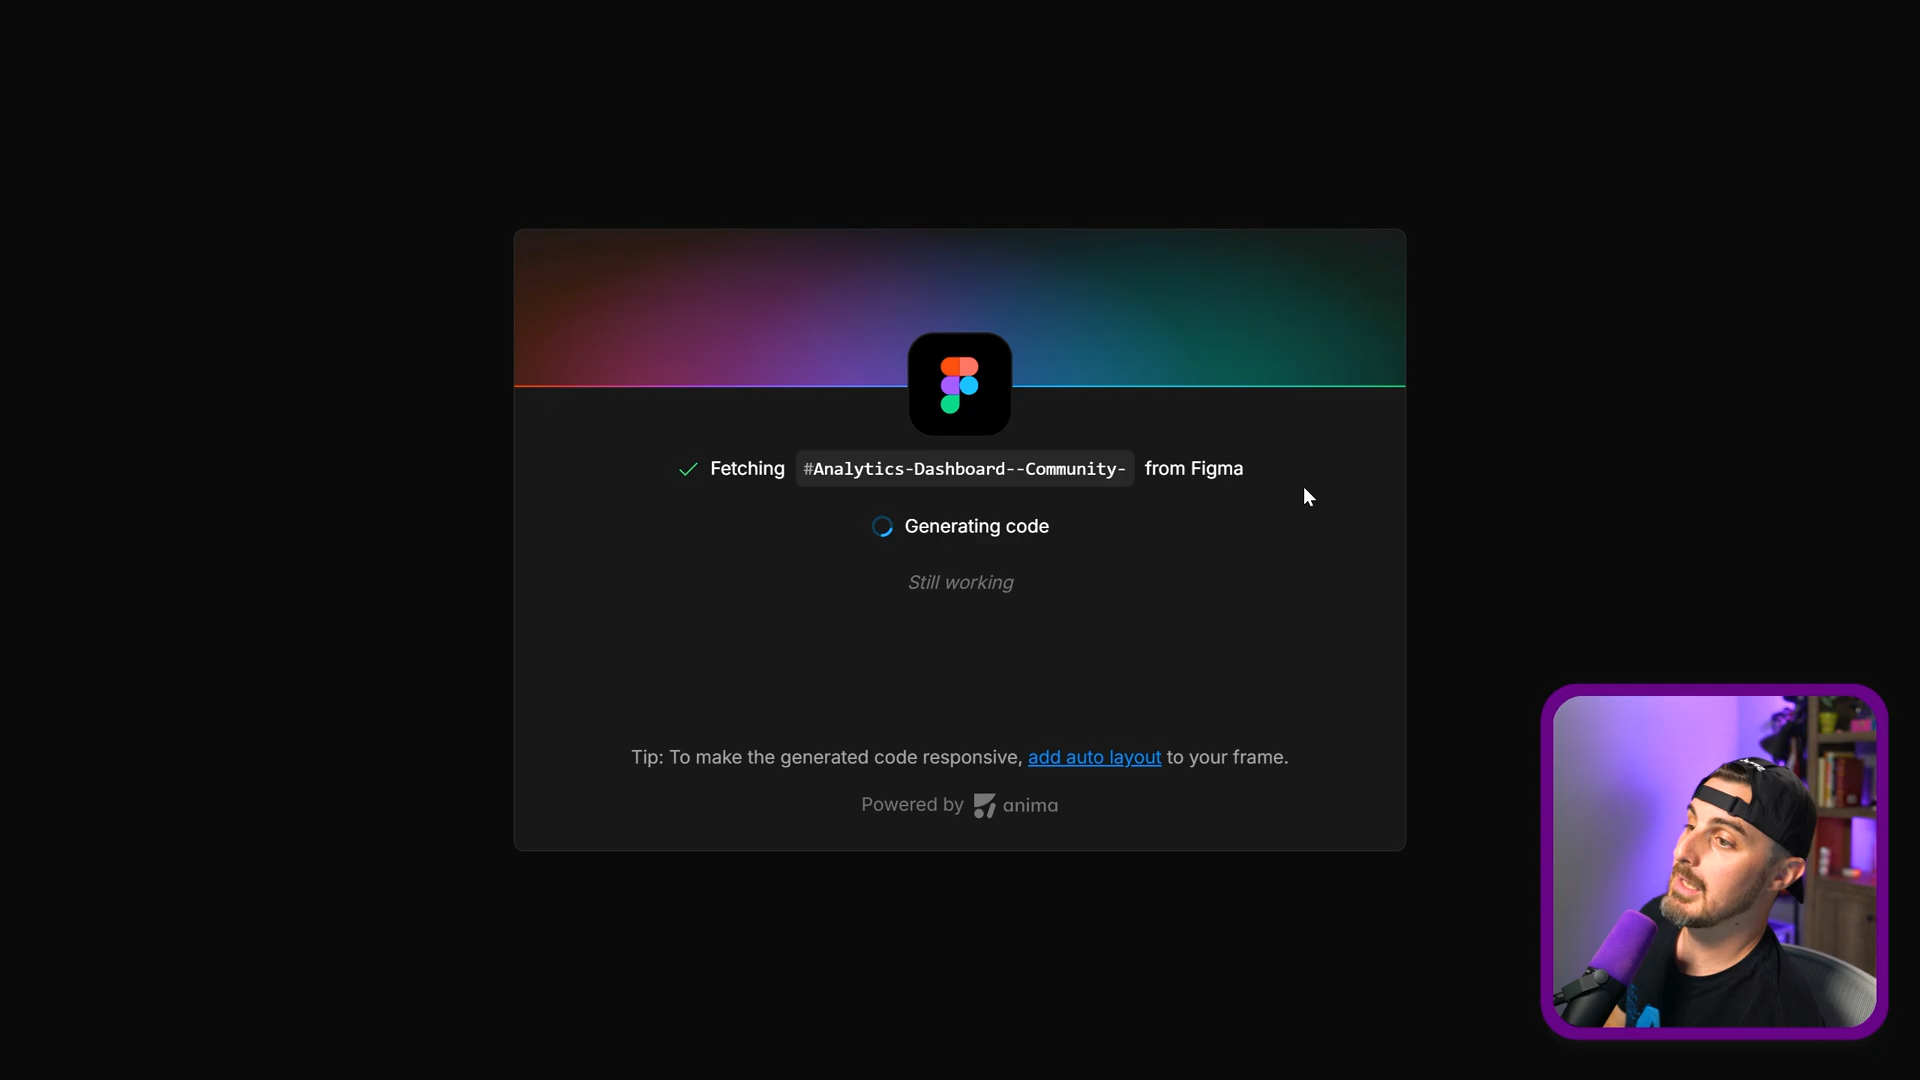 Fetching #Analytics-Dashboard--Community- from Figma
Generating code
Still working
Tip: To make the generated code responsive, add auto layout to your frame.
Powered by anima